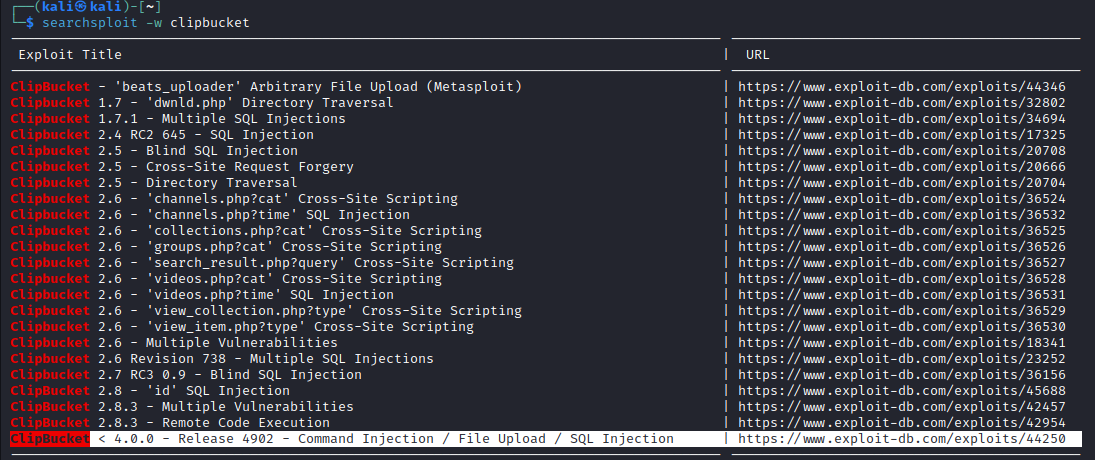 (kali㉿kali)-[~]
$ searchsploit -w clipbucket
Exploit Title | URL
ClipBucket - 'beats_uploader' Arbitrary File Upload (Metasploit) | https://www.exploit-db.com/exploits/44346
ClipBucket 1.7 - 'dwnld.php' Directory Traversal | https://www.exploit-db.com/exploits/32802
ClipBucket 1.7.1 - Multiple SQL Injections | https://www.exploit-db.com/exploits/34694
ClipBucket 2.4 RC2 645 - SQL Injection | https://www.exploit-db.com/exploits/17325
ClipBucket 2.5 - Blind SQL Injection | https://www.exploit-db.com/exploits/20708
ClipBucket 2.5 - Cross-Site Request Forgery | https://www.exploit-db.com/exploits/20666
ClipBucket 2.5 - Directory Traversal | https://www.exploit-db.com/exploits/20704
ClipBucket 2.6 - 'channels.php?cat' Cross-Site Scripting | https://www.exploit-db.com/exploits/36524
ClipBucket 2.6 - 'channels.php?time' SQL Injection | https://www.exploit-db.com/exploits/36532
ClipBucket 2.6 - 'collections.php?cat' Cross-Site Scripting | https://www.exploit-db.com/exploits/36525
ClipBucket 2.6 - 'groups.php?cat' Cross-Site Scripting | https://www.exploit-db.com/exploits/36526
ClipBucket 2.6 - 'search_result.php?query' Cross-Site Scripting | https://www.exploit-db.com/exploits/36527
ClipBucket 2.6 - 'videos.php?cat' Cross-Site Scripting | https://www.exploit-db.com/exploits/36528
ClipBucket 2.6 - 'videos.php?time' SQL Injection | https://www.exploit-db.com/exploits/36531
ClipBucket 2.6 - 'view_collection.php?type' Cross-Site Scripting | https://www.exploit-db.com/exploits/36529
ClipBucket 2.6 - 'view_item.php?type' Cross-Site Scripting | https://www.exploit-db.com/exploits/36530
ClipBucket 2.6 - Multiple Vulnerabilities | https://www.exploit-db.com/exploits/18341
ClipBucket 2.6 Revision 738 - Multiple SQL Injections | https://www.exploit-db.com/exploits/23252
ClipBucket 2.7 RC3 0.9 - Blind SQL Injection | https://www.exploit-db.com/exploits/36156
ClipBucket 2.8 - 'id' SQL Injection | https://www.exploit-db.com/exploits/45688
ClipBucket 2.8.3 - Multiple Vulnerabilities | https://www.exploit-db.com/exploits/42457
ClipBucket 2.8.3 - Remote Code Execution | https://www.exploit-db.com/exploits/42954
ClipBucket < 4.0.0 - Release 4902 - Command Injection / File Upload / SQL Injection | https://www.exploit-db.com/exploits/44250